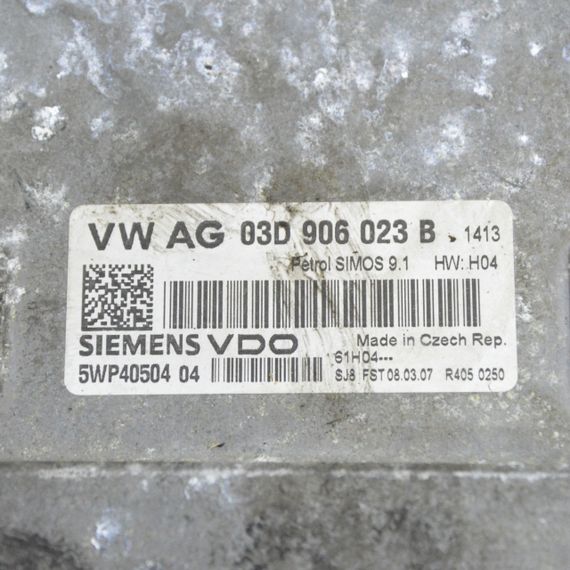 VW AG 03D 906 023 B . 1413
Petrol SIMOS 9.1 HW: H04
SIEMENS VDO Made in Czech Rep.
61H04---
5WP40504 04 SJ8 FST 08.03.07 R405 0250